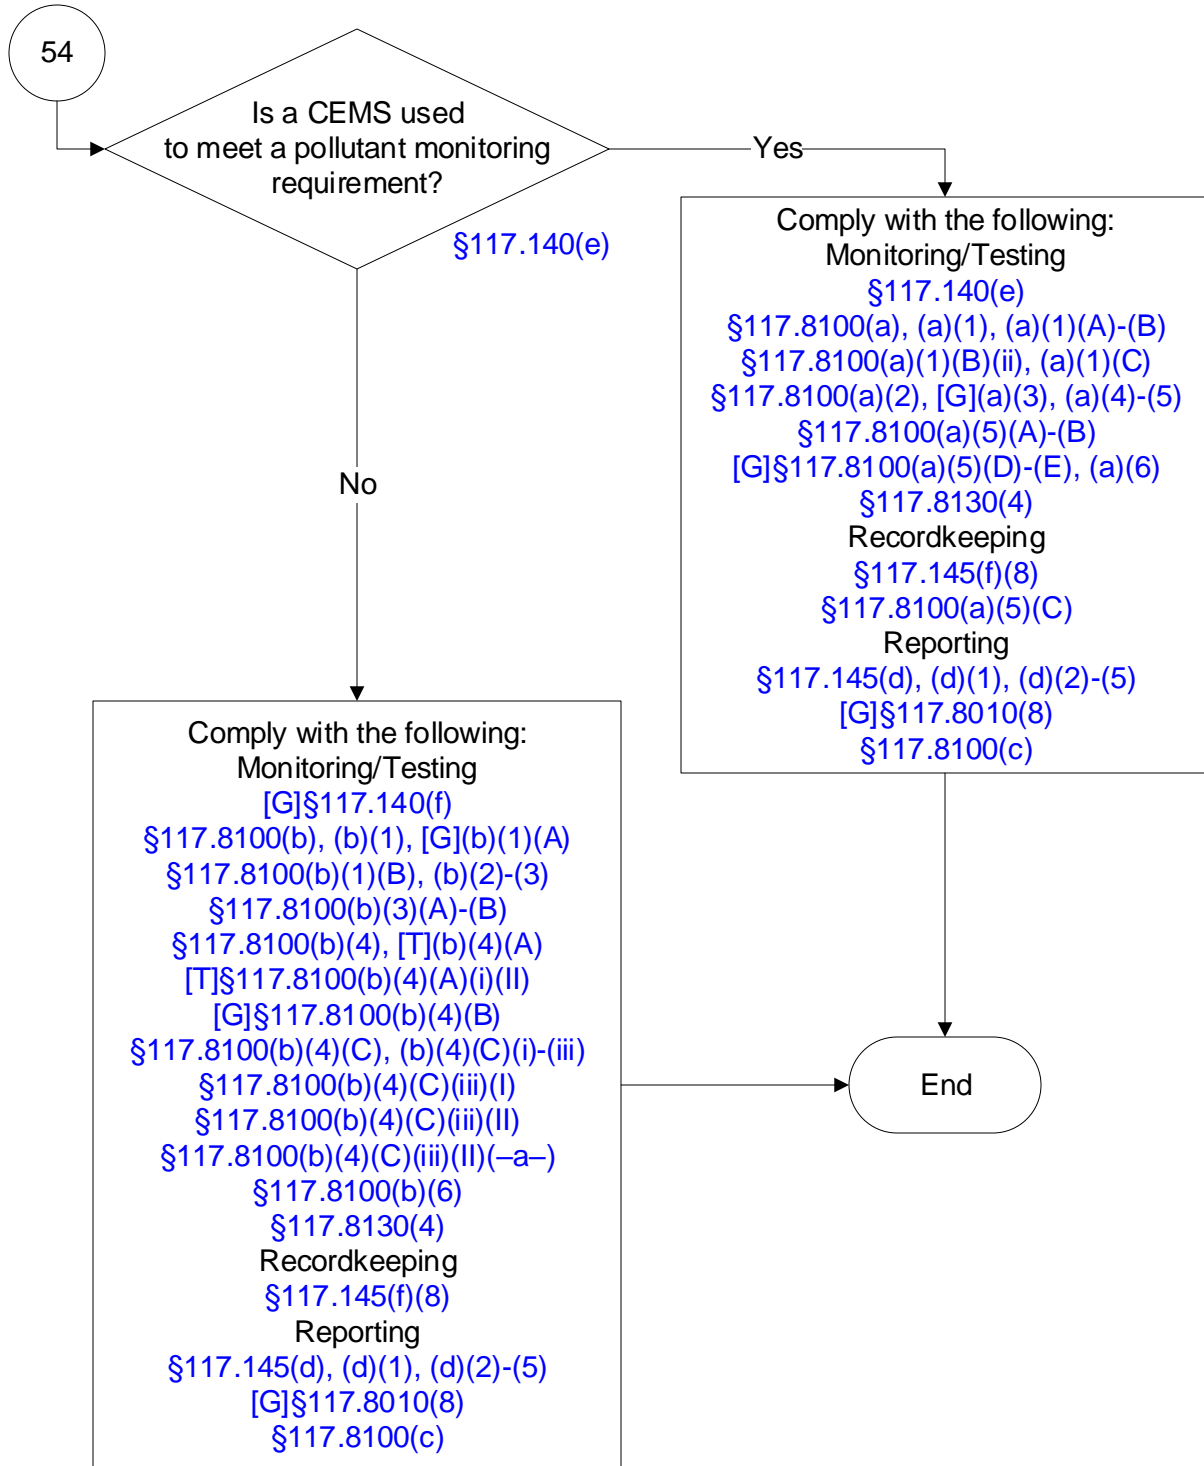 54
Is a CEMS used
to meet a pollutant monitoring
requirement?
§117.140(e)
Yes
Comply with the following:
Monitoring/Testing
§117.140(e)
§117.8100(a), (a)(1), (a)(1)(A)-(B)
§117.8100(a)(1)(B)(ii), (a)(1)(C)
§117.8100(a)(2), [G](a)(3), (a)(4)-(5)
§117.8100(a)(5)(A)-(B)
[G]§117.8100(a)(5)(D)-(E), (a)(6)
§117.8130(4)
Recordkeeping
§117.145(f)(8)
§117.8100(a)(5)(C)
Reporting
§117.145(d), (d)(1), (d)(2)-(5)
[G]§117.8010(8)
§117.8100(c)
No
Comply with the following:
Monitoring/Testing
[G]§117.140(f)
§117.8100(b), (b)(1), [G](b)(1)(A)
§117.8100(b)(1)(B), (b)(2)-(3)
§117.8100(b)(3)(A)-(B)
§117.8100(b)(4), [T](b)(4)(A)
[T]§117.8100(b)(4)(A)(i)(II)
[G]§117.8100(b)(4)(B)
§117.8100(b)(4)(C), (b)(4)(C)(i)-(iii)
§117.8100(b)(4)(C)(iii)(I)
§117.8100(b)(4)(C)(iii)(II)
§117.8100(b)(4)(C)(iii)(II)(–a–)
§117.8100(b)(6)
§117.8130(4)
Recordkeeping
§117.145(f)(8)
Reporting
§117.145(d), (d)(1), (d)(2)-(5)
[G]§117.8010(8)
§117.8100(c)
End